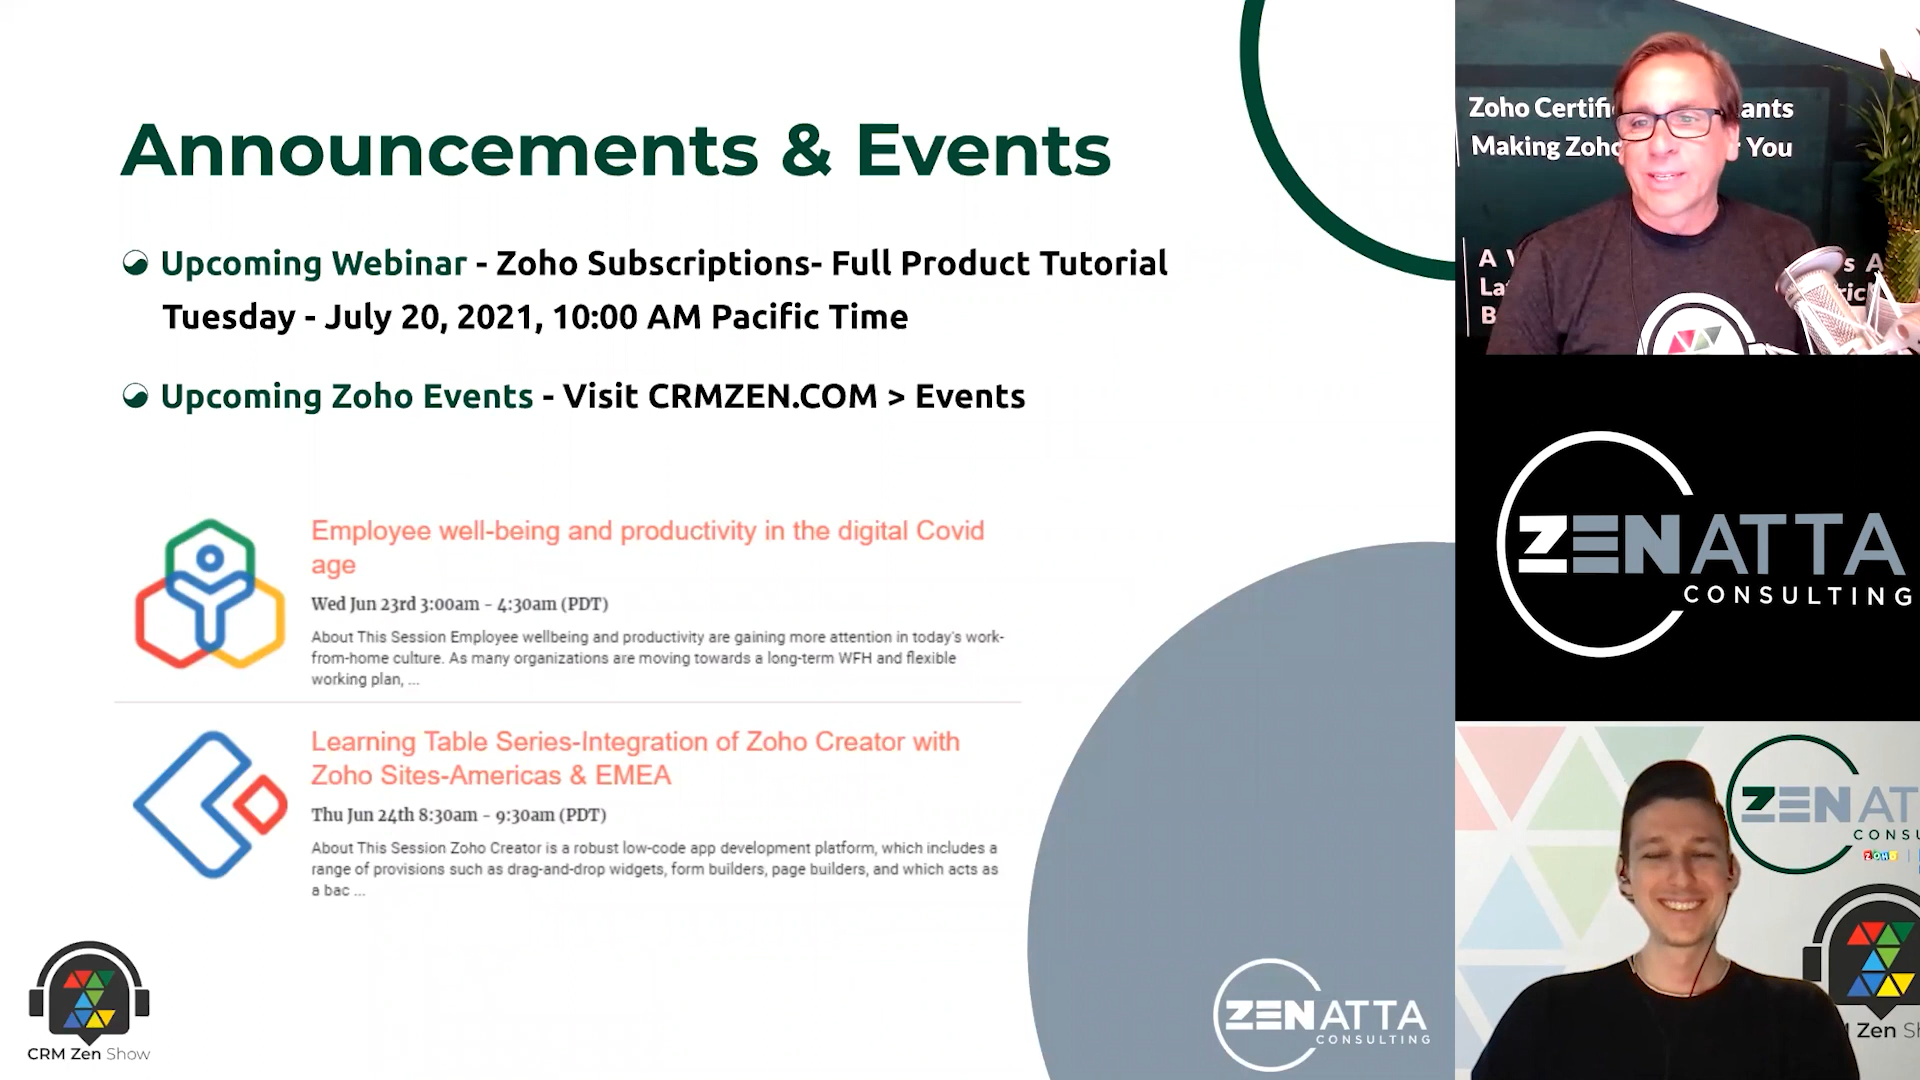 Announcements & Events
Upcoming Webinar - Zoho Subscriptions- Full Product Tutorial
Tuesday - July 20, 2021, 10:00 AM Pacific Time
Upcoming Zoho Events - Visit CRMZEN.COM > Events
Employee well-being and productivity in the digital Covid
age
Wed Jun 23rd 3:00am - 4:30am (PDT)
About This Session Employee wellbeing and productivity are gaining more attention in today's work-
from-home culture. As many organizations are moving towards a long-term WFH and flexible
working plan, ...
Learning Table Series-Integration of Zoho Creator with
Zoho Sites-Americas & EMEA
Thu Jun 24th 8:30am - 9:30am (PDT)
About This Session Zoho Creator is a robust low-code app development platform, which includes a
range of provisions such as drag-and-drop widgets, form builders, page builders, and which acts as
a bac ...
CRM Zen Show
ZENATTA
CONSULTING
Zoho Certifi ants
Making Zoho You
ZENATTA
CONSULTING
ZENAT
CONSU
ZOHO
Zen Sh